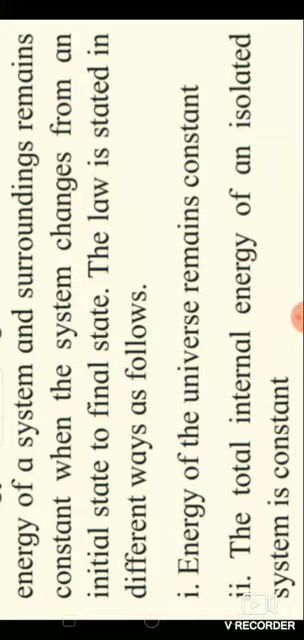 energy of a system and surroundings remains
constant when the system changes from an
initial state to final state. The law is stated in
different ways as follows.
i. Energy of the universe remains constant
ii. The total internal energy of an isolated
system is constant
V RECORDER